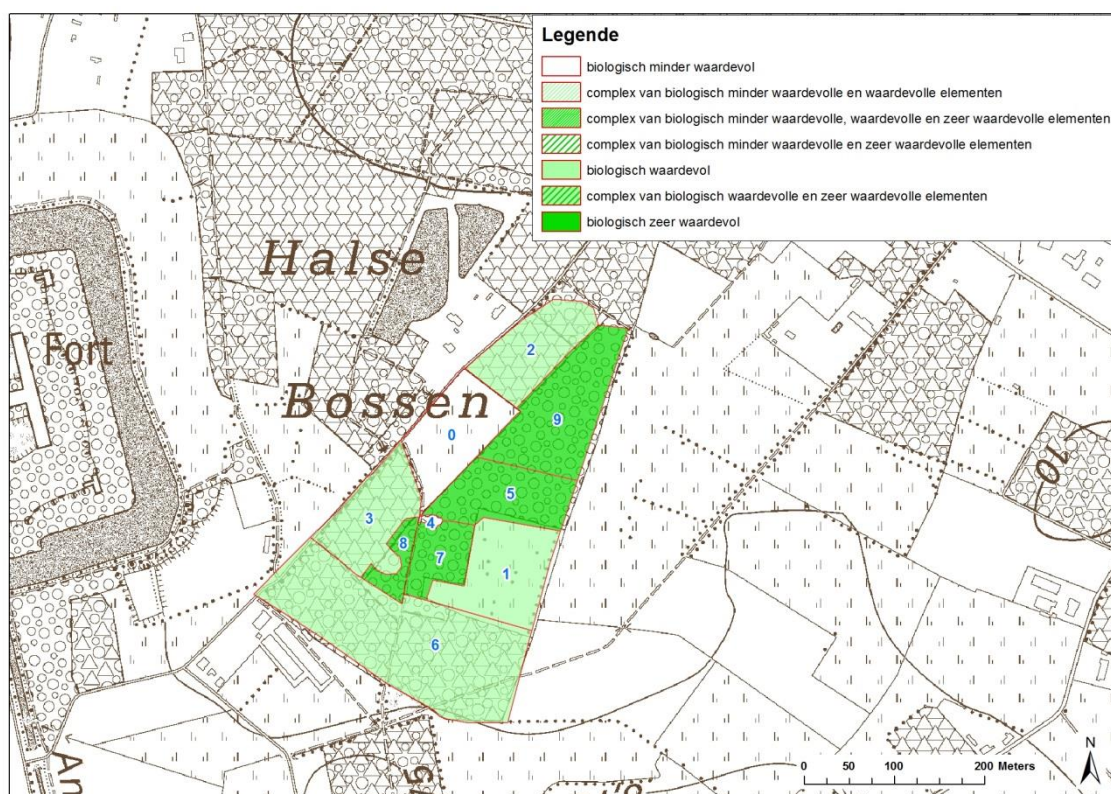 Legende
biologisch minder waardevol
complex van biologisch minder waardevolle en waardevolle elementen
complex van biologisch minder waardevolle, waardevolle en zeer waardevolle elementen
complex van biologisch minder waardevolle en zeer waardevolle elementen
biologisch waardevol
complex van biologisch waardevolle en zeer waardevolle elementen
biologisch zeer waardevol
Halse
Fort
Bossen
2
0
9
5
3
4
8
7
1
6
10
An
N
0 50 100 200 Meters